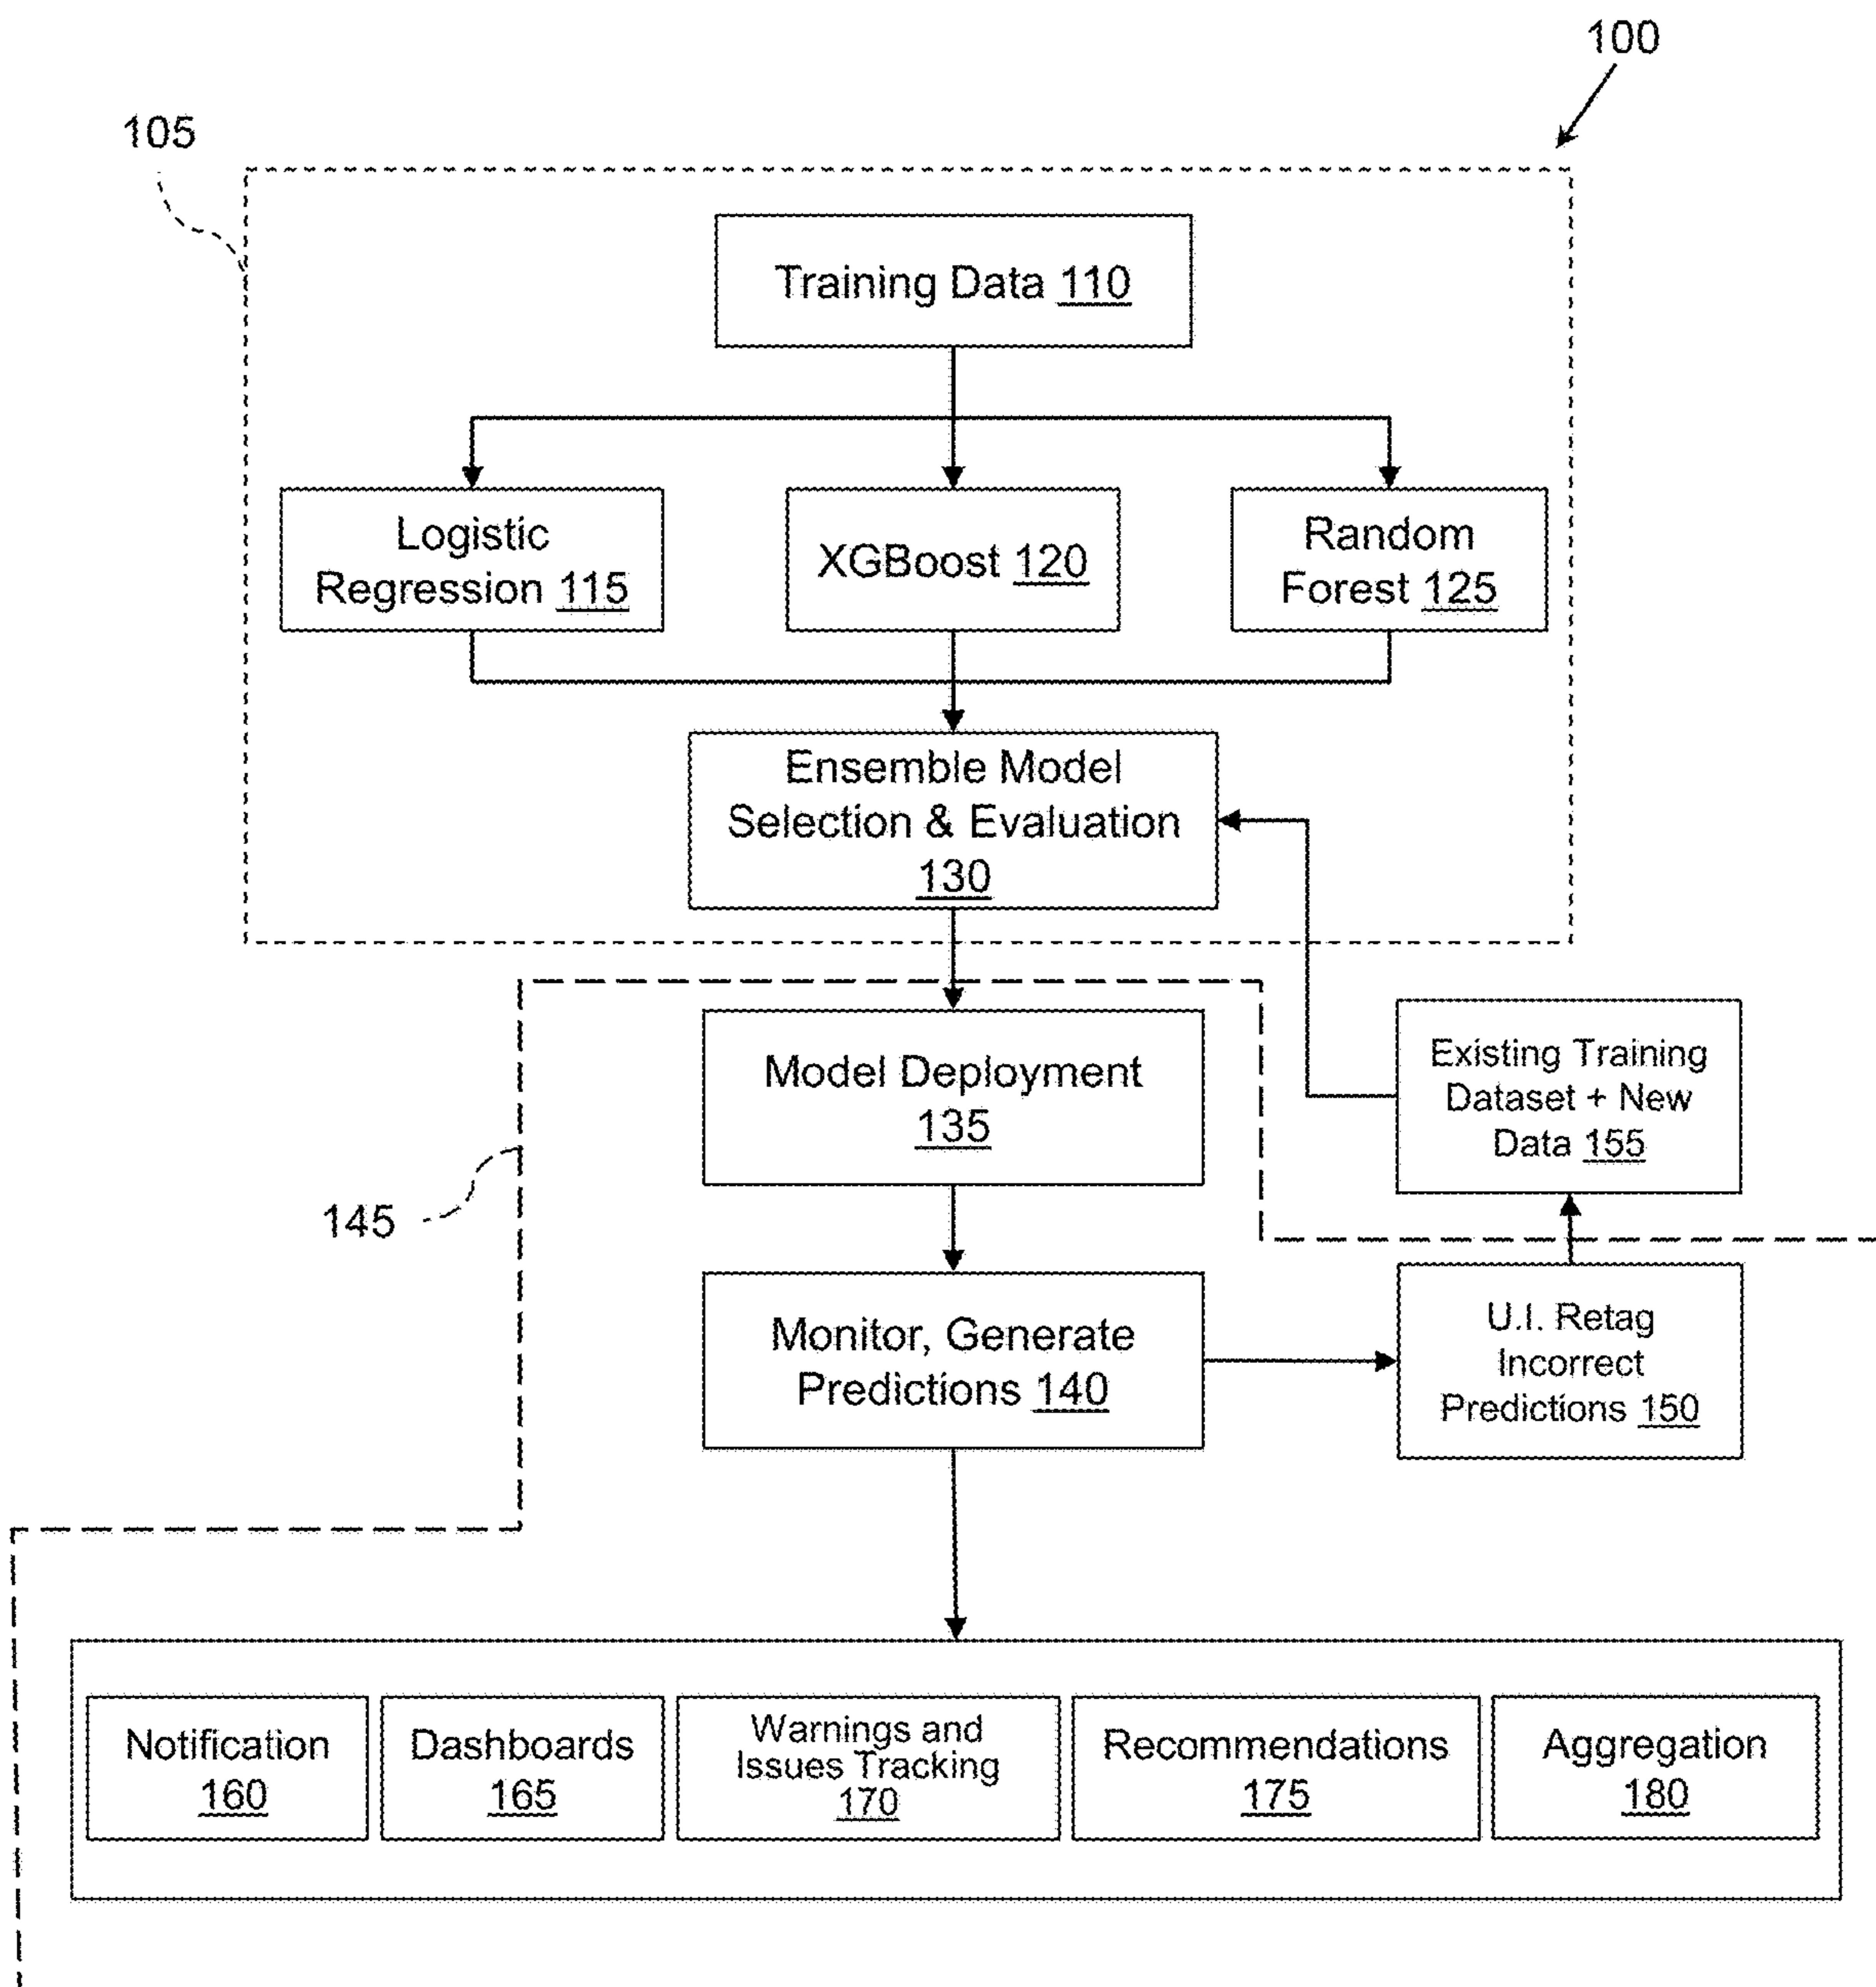 100
105
Training Data 110
Logistic
Regression 115
XGBoost 120
Random
Forest 125
Ensemble Model
Selection & Evaluation
130
Model Deployment
135
Existing Training
Dataset + New
Data 155
145
Monitor, Generate
Predictions 140
U.I. Retag
Incorrect
Predictions 150
Notification
160
Dashboards
165
Warnings and
Issues Tracking
170
Recommendations
175
Aggregation
180